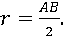 r = AB/2.